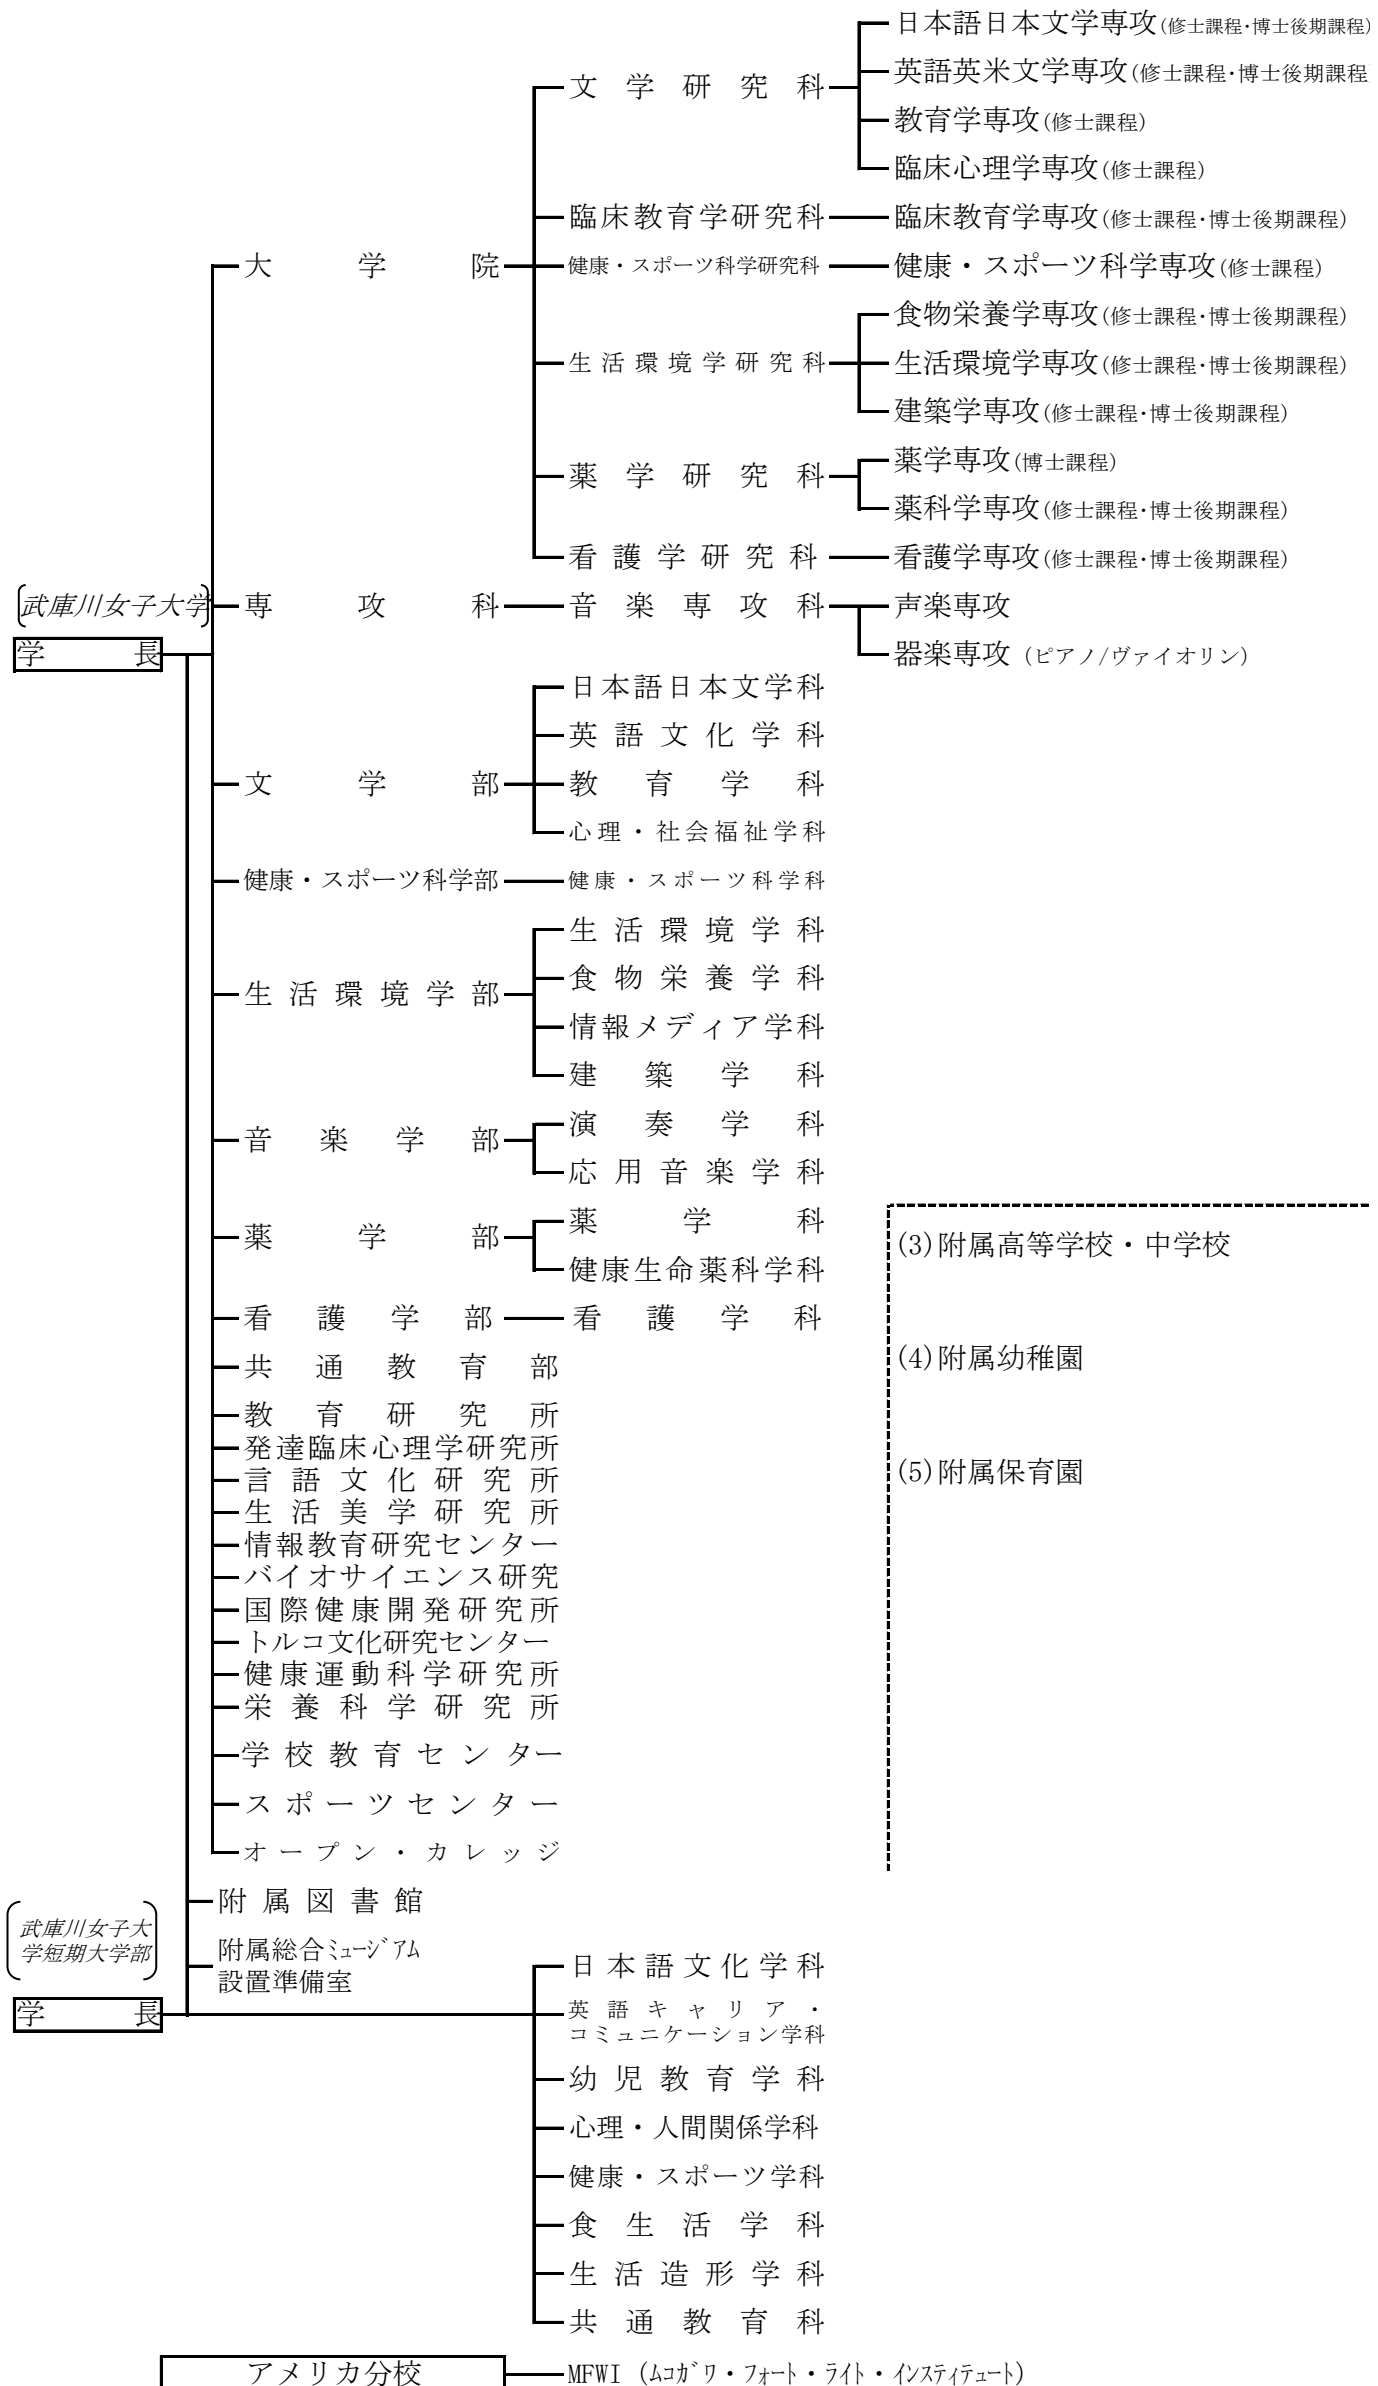 日本語日本文学専攻(修士課程・博士後期課程)
文学研究科
英語英米文学専攻(修士課程・博士後期課程
教育学専攻(修士課程)
臨床心理学専攻(修士課程)
臨床教育学研究科
臨床教育学専攻(修士課程・博士後期課程)
大学院
健康・スポーツ科学研究科
健康・スポーツ科学専攻(修士課程)
食物栄養学専攻(修士課程・博士後期課程)
生活環境学研究科
生活環境学専攻(修士課程・博士後期課程)
建築学専攻(修士課程・博士後期課程)
薬学研究科
薬学専攻(博士課程)
薬科学専攻(修士課程・博士後期課程)
看護学研究科
看護学専攻(修士課程・博士後期課程)
武庫川女子大学
専攻科
音楽専攻科
声楽専攻
学長
器楽専攻 (ピアノ/ヴァイオリン)
日本語日本文学科
英語文化学科
文学部
教育学科
心理・社会福祉学科
健康・スポーツ科学部
健康・スポーツ科学科
生活環境学科
生活環境学部
食物栄養学科
情報メディア学科
建築学科
音楽学部
演奏学科
応用音楽学科
薬学部
薬学科
健康生命薬科学科
看護学部
看護学科
共通教育部
教育研究所
発達臨床心理学研究所
言語文化研究所
生活美学研究所
情報教育研究センター
バイオサイエンス研究
国際健康開発研究所
トルコ文化研究センター
健康運動科学研究所
栄養科学研究所
学校教育センター
スポーツセンター
オープン・カレッジ
(3)附属高等学校・中学校
(4)附属幼稚園
(5)附属保育園
附属図書館
武庫川女子大
学短期大学部
附属総合ﾐｭｰｼﾞｱﾑ
設置準備室
学長
日本語文化学科
英語キャリア・
コミュニケーション学科
幼児教育学科
心理・人間関係学科
健康・スポーツ学科
食生活学科
生活造形学科
共通教育科
アメリカ分校
MFWI (ﾑｺｶﾞﾜ・ﾌｫｰﾄ・ﾗｲﾄ・ｲﾝｽﾃｨﾃｭｰﾄ)